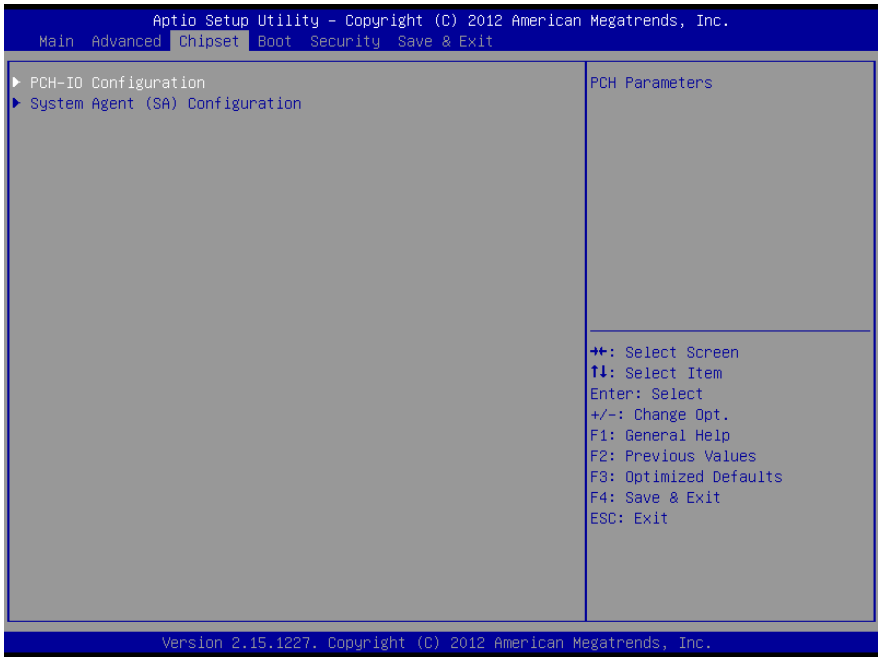 Aptio Setup Utility – Copyright (C) 2012 American Megatrends, Inc.
Main Advanced Chipset Boot Security Save & Exit
▶ PCH-IO Configuration
▶ System Agent (SA) Configuration
PCH Parameters
→←: Select Screen
↑↓: Select Item
Enter: Select
+/-: Change Opt.
F1: General Help
F2: Previous Values
F3: Optimized Defaults
F4: Save & Exit
ESC: Exit
Version 2.15.1227. Copyright (C) 2012 American Megatrends, Inc.